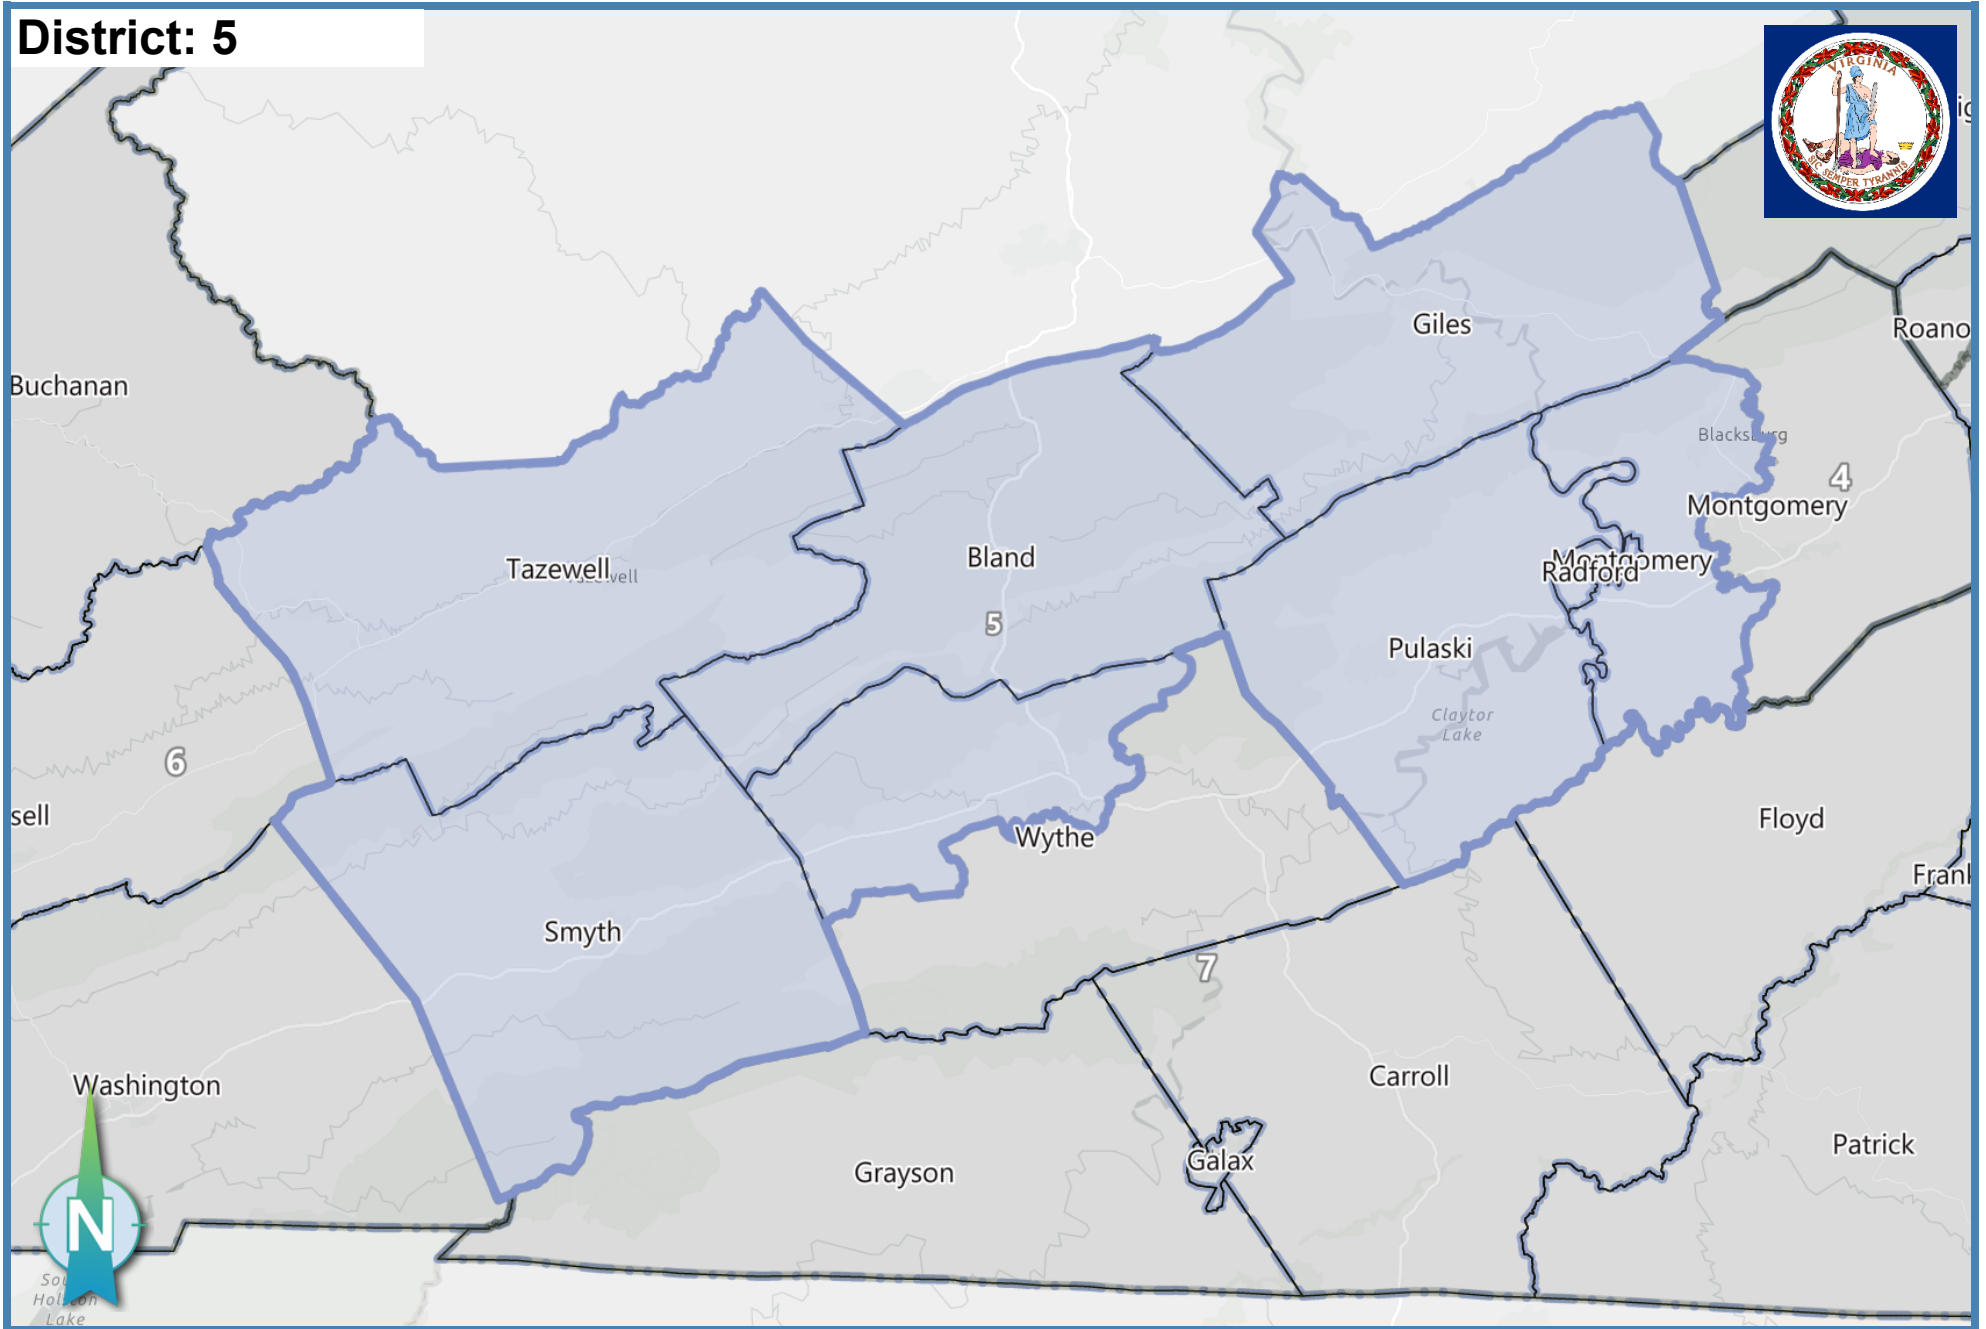 District: 5
VIRGINIA
SIC SEMPER TYRANNIS
Roano
Giles
Buchanan
Blacksburg
4
Montgomery
Bland
Tazewell
Tazewell
Montgomery
Radford
5
Pulaski
Claytor
Lake
6
sell
Floyd
Wythe
Frank
Smyth
7
Carroll
Washington
Patrick
Galax
Grayson
N
South
Holston
Lake